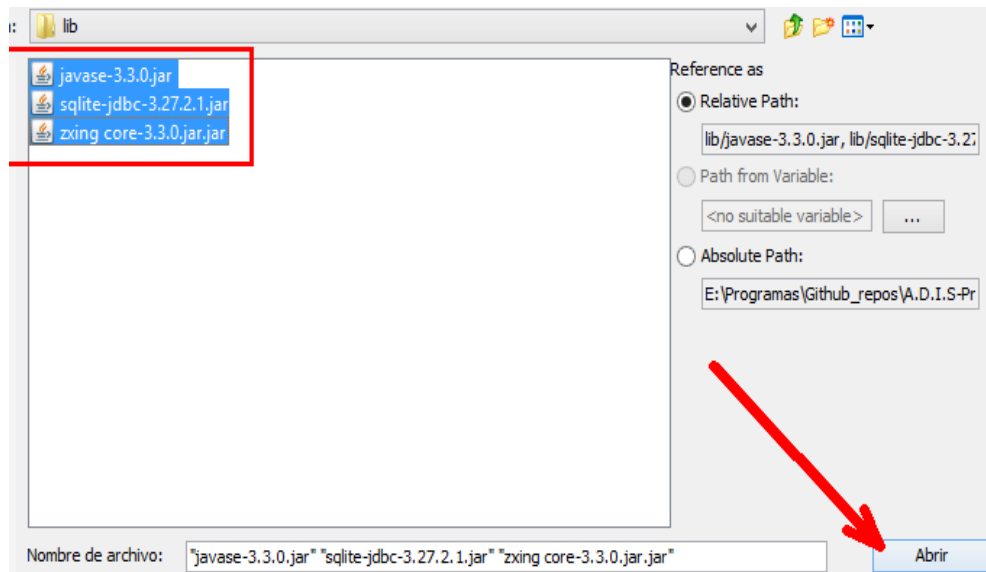 lib
javase-3.3.0.jar
sqlite-jdbc-3.27.2.1.jar
zxing core-3.3.0.jar.jar
Reference as
Relative Path:
lib/javase-3.3.0.jar, lib/sqlite-jdbc-3.27
Path from Variable:
<no suitable variable> ...
Absolute Path:
E:\Programas\Github_repos\A.D.I.S-Pr
Nombre de archivo: "javase-3.3.0.jar" "sqlite-jdbc-3.27.2.1.jar" "zxing core-3.3.0.jar.jar" Abrir